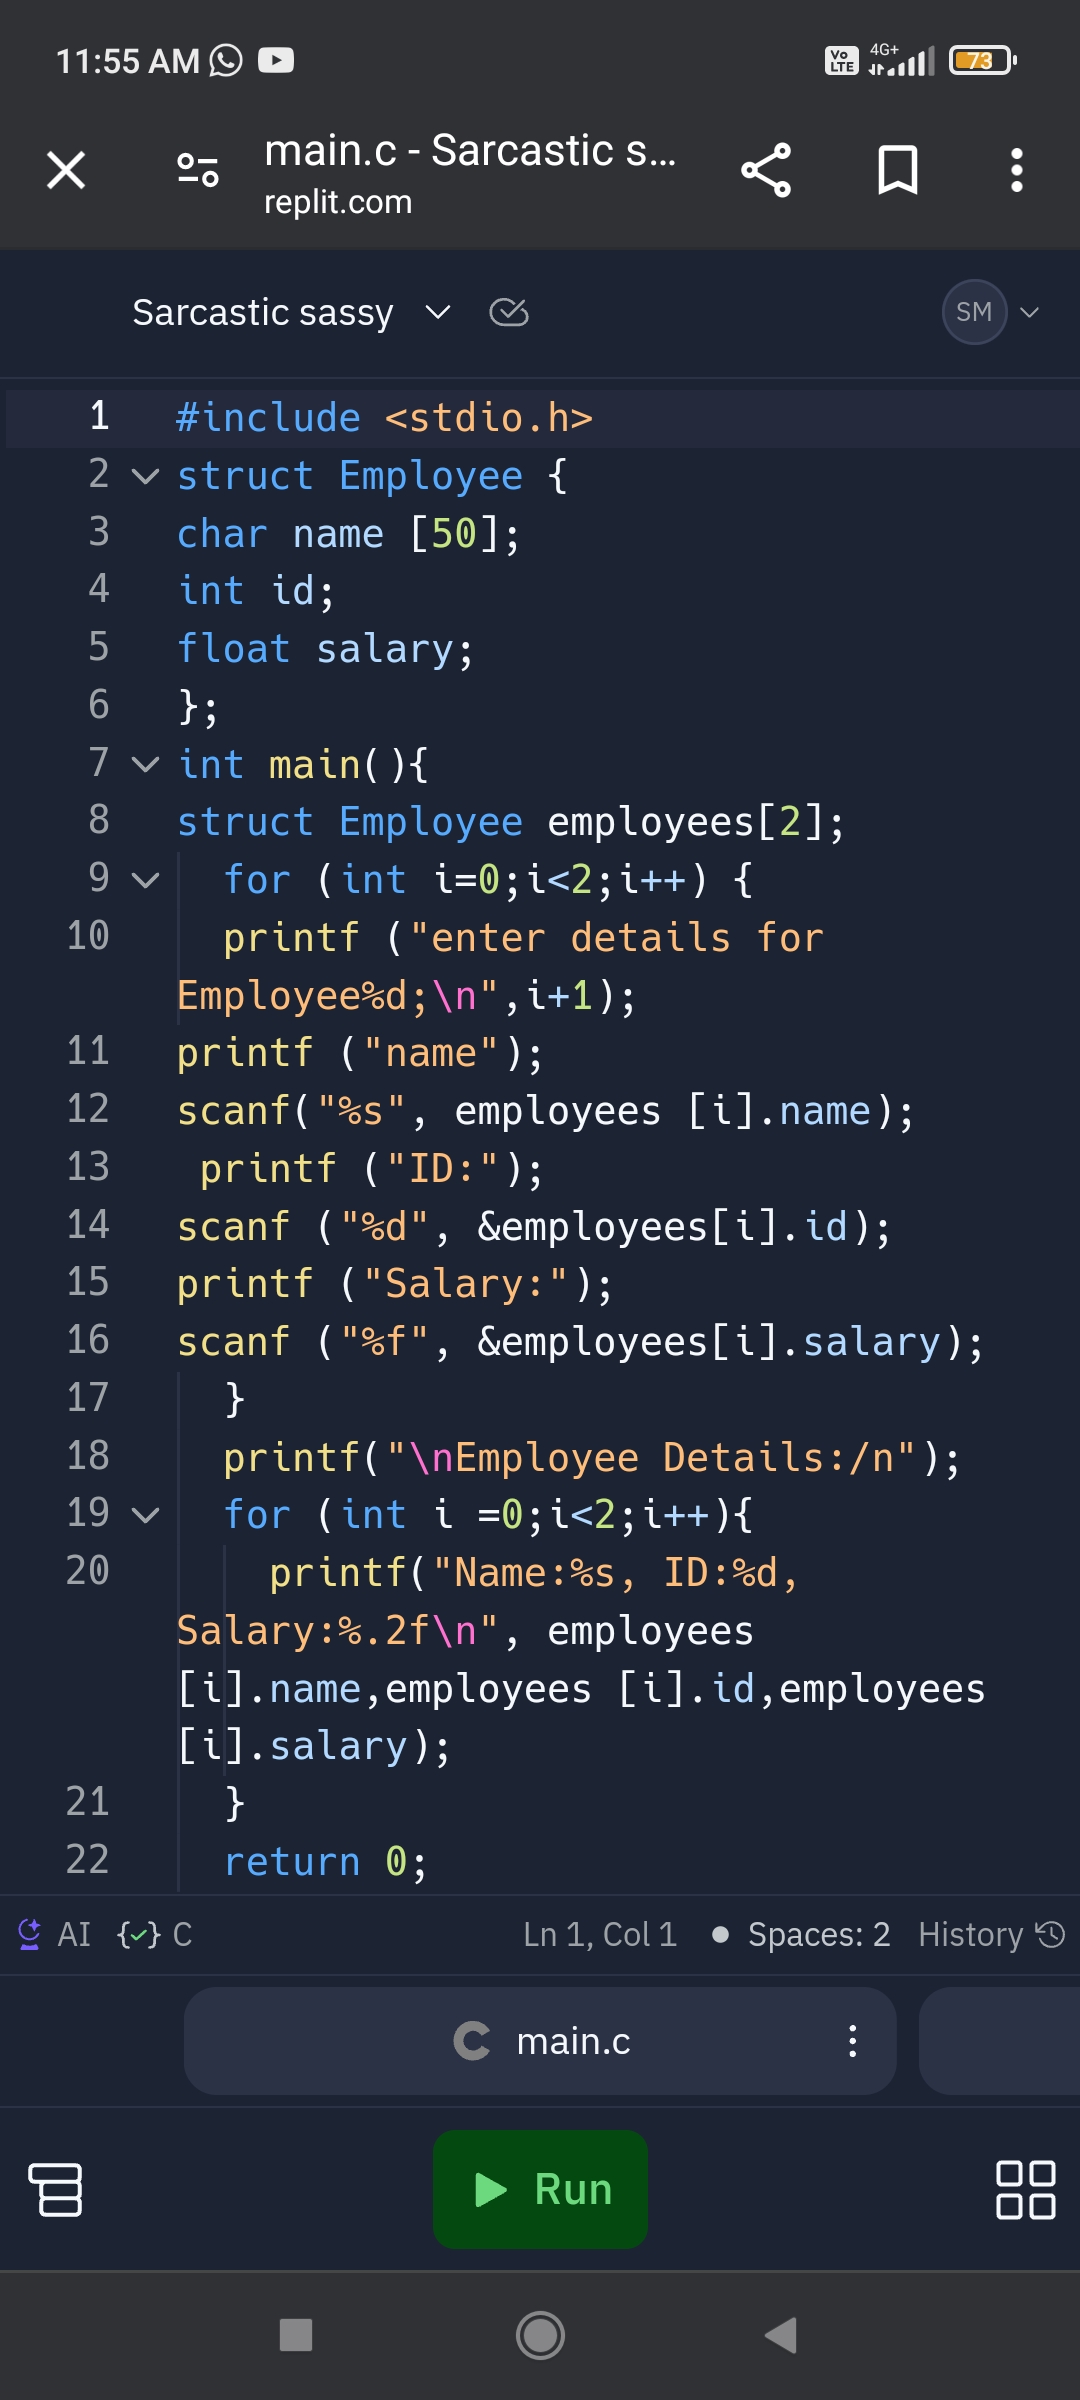 11:55 AM
Vo LTE 4G+ 73
main.c - Sarcastic s...
replit.com
Sarcastic sassy
SM
1 #include <stdio.h>
2 struct Employee {
3 char name [50];
4 int id;
5 float salary;
6 };
7 int main(){
8 struct Employee employees[2];
9 for (int i=0;i<2;i++) {
10 printf ("enter details for
Employee%d;\n",i+1);
11 printf ("name");
12 scanf("%s", employees [i].name);
13 printf ("ID:");
14 scanf ("%d", &employees[i].id);
15 printf ("Salary:");
16 scanf ("%f", &employees[i].salary);
17 }
18 printf("\nEmployee Details:/n");
19 for (int i =0;i<2;i++){
20 printf("Name:%s, ID:%d,
Salary:%.2f\n", employees
[i].name,employees [i].id,employees
[i].salary);
21 }
22 return 0;
AI {} C Ln 1, Col 1 Spaces: 2 History
C main.c
Run